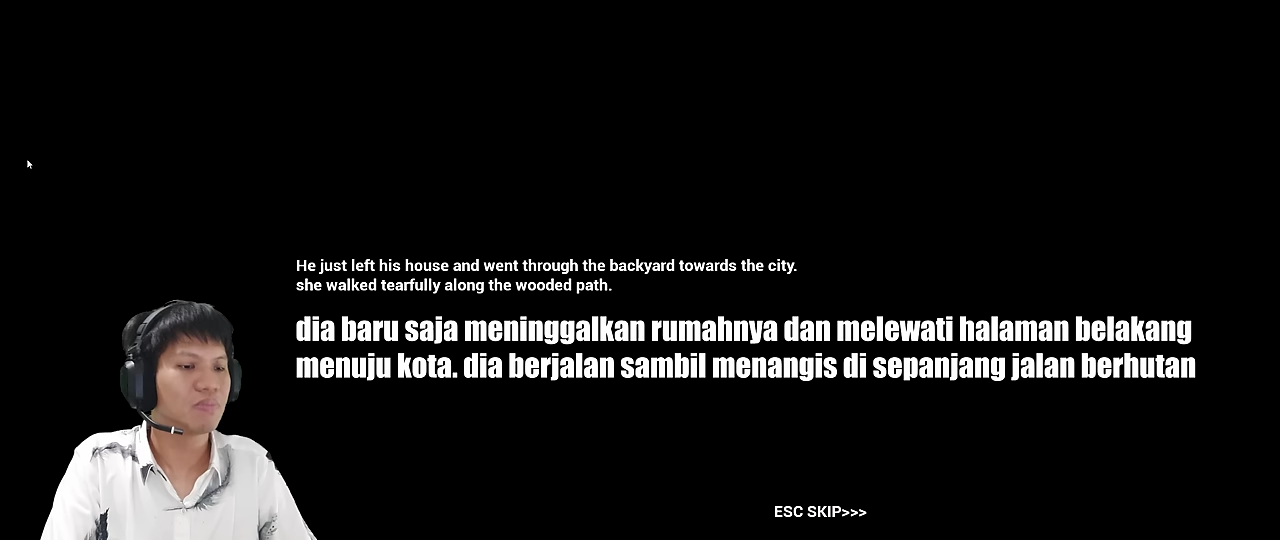 He just left his house and went through the backyard towards the city.
she walked tearfully along the wooded path.
dia baru saja meninggalkan rumahnya dan melewati halaman belakang
menuju kota. dia berjalan sambil menangis di sepanjang jalan berhutan
ESC SKIP>>>